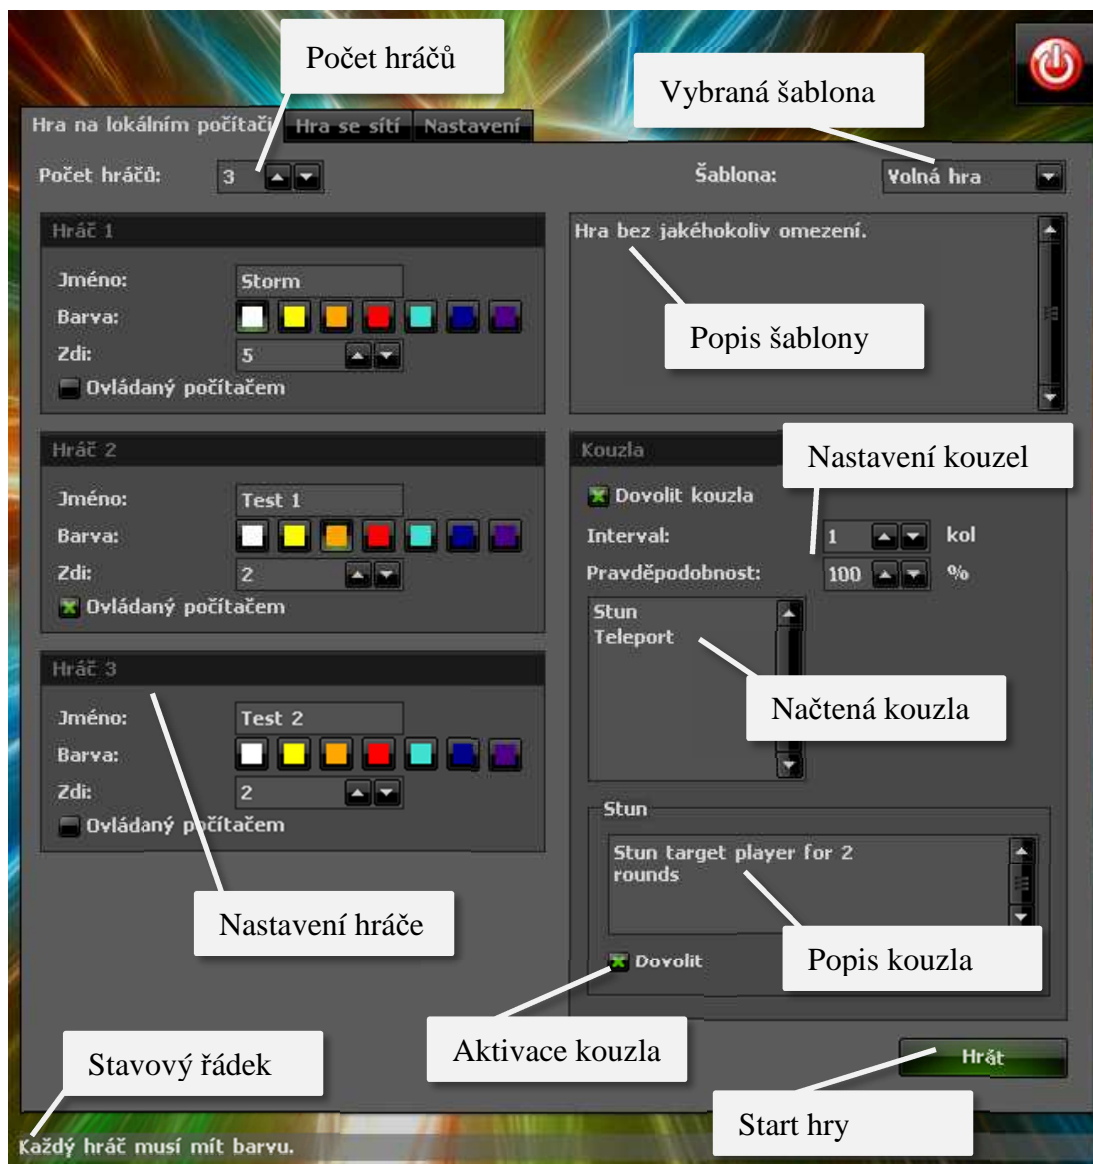 Počet hráčů
Vybraná šablona
Hra na lokálním počítači Hra se sítí Nastavení
Počet hráčů: 3
Šablona: Volná hra
Hráč 1
Jméno: Storm
Barva:
Zdi: 5
Ovládaný počítačem
Hra bez jakéhokoliv omezení.
Popis šablony
Hráč 2
Jméno: Test 1
Barva:
Zdi: 2
Ovládaný počítačem
Kouzla
Nastavení kouzel
Dovolit kouzla
Interval: 1 kol
Pravděpodobnost: 100 %
Stun
Teleport
Načtená kouzla
Hráč 3
Jméno: Test 2
Barva:
Zdi: 2
Ovládaný počítačem
Nastavení hráče
Stun
Stun target player for 2
rounds
Popis kouzla
Dovolit
Aktivace kouzla
Stavový řádek
Hrát
Start hry
Každý hráč musí mít barvu.